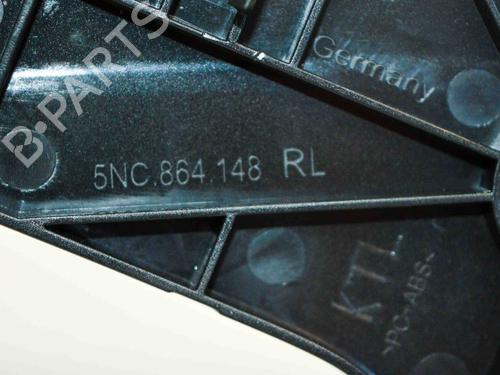 B-PARTS
Germany
5NC.864.148 RL
KTL
>PC+ABS<